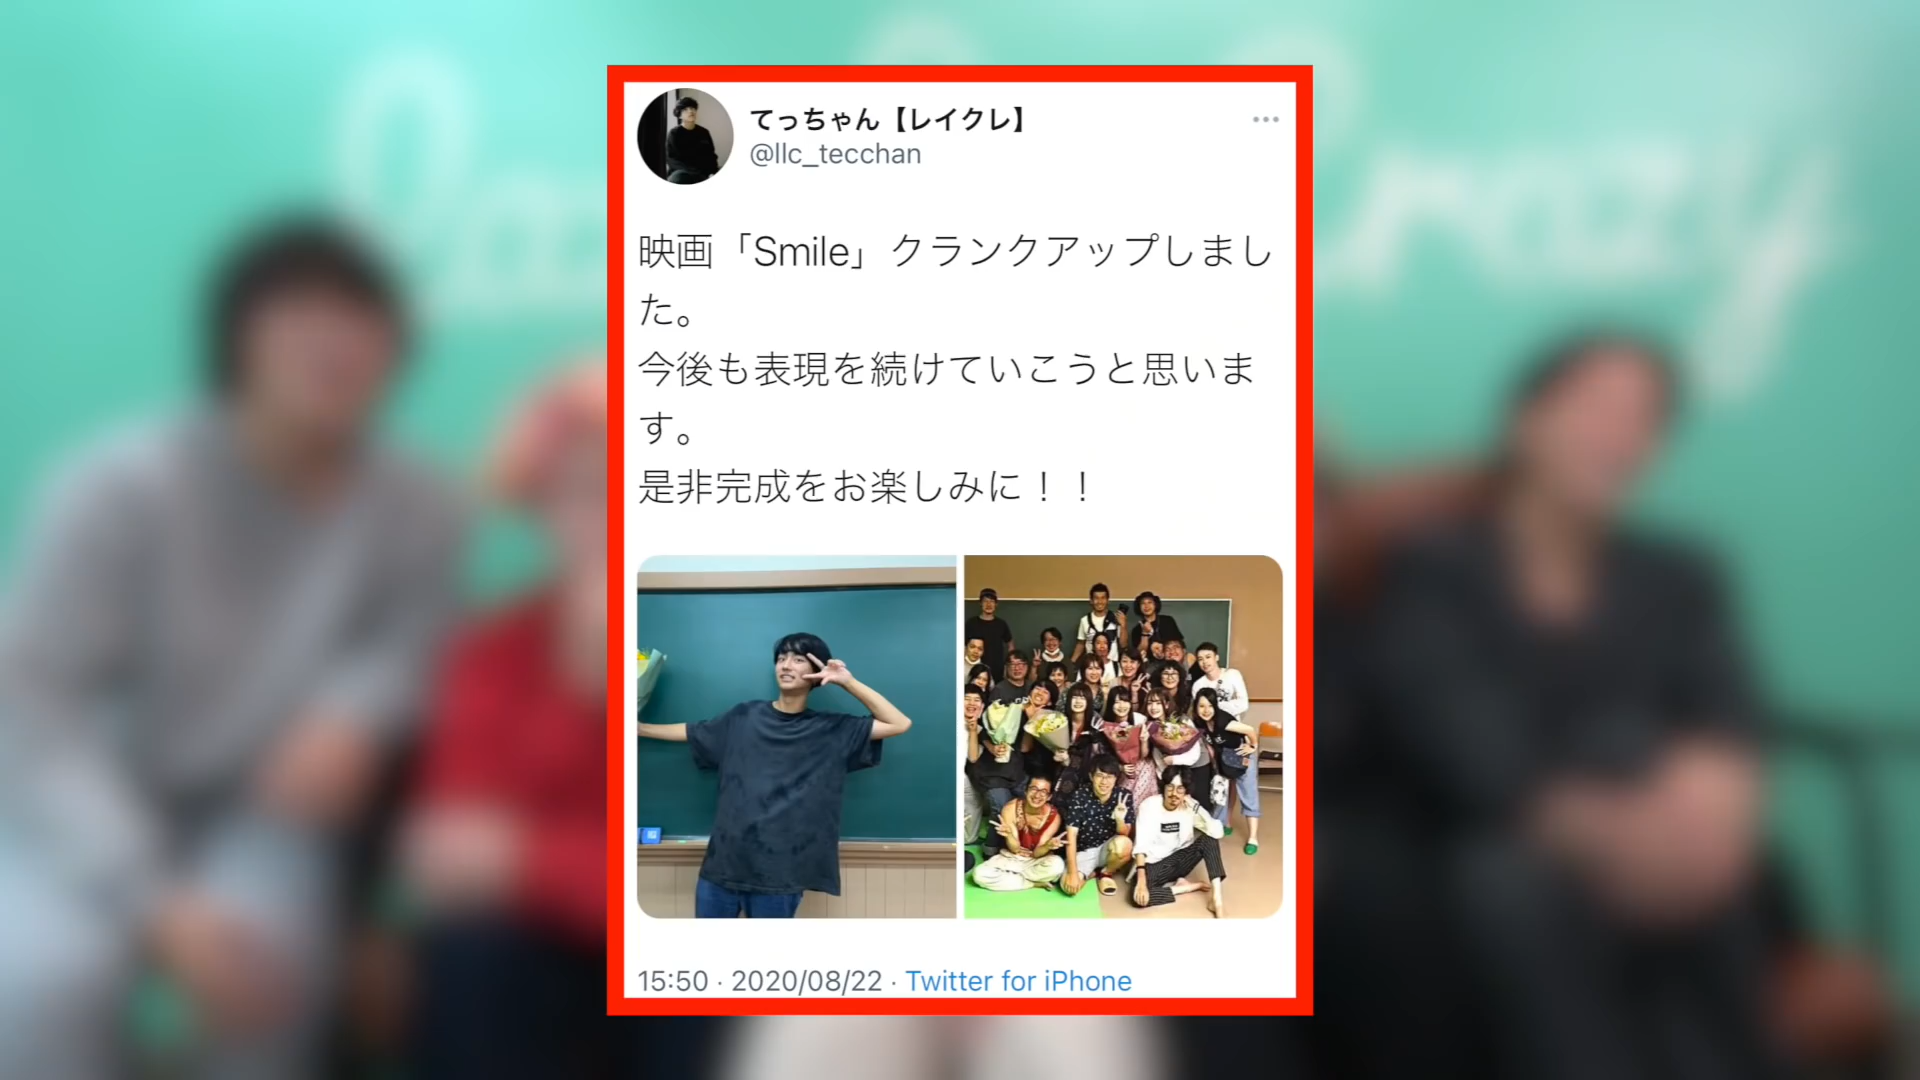 てっちゃん【レイクレ】
@llc_tecchan
映画「Smile」クランクアップしまし
た。
今後も表現を続けていこうと思いま
す。
是非完成をお楽しみに！！
15:50 · 2020/08/22 · Twitter for iPhone